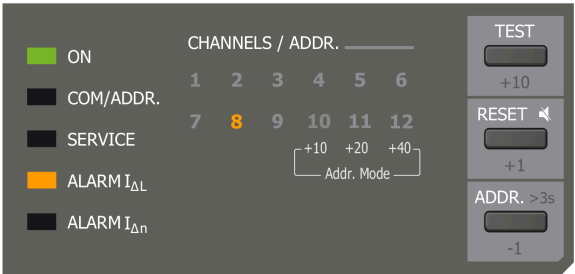 ON
COM/ADDR.
SERVICE
ALARM IΔL
ALARM IΔn
CHANNELS / ADDR.
1 2 3 4 5 6
7 8 9 10 11 12
+10 +20 +40
Addr. Mode
TEST
+10
RESET
+1
ADDR. >3s
-1